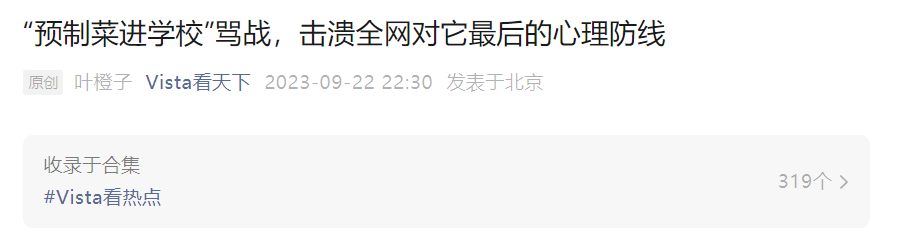 “预制菜进学校”骂战，击溃全网对它最后的心理防线
原创 叶橙子 Vista看天下 2023-09-22 22:30 发表于北京
收录于合集
#Vista看热点
319个